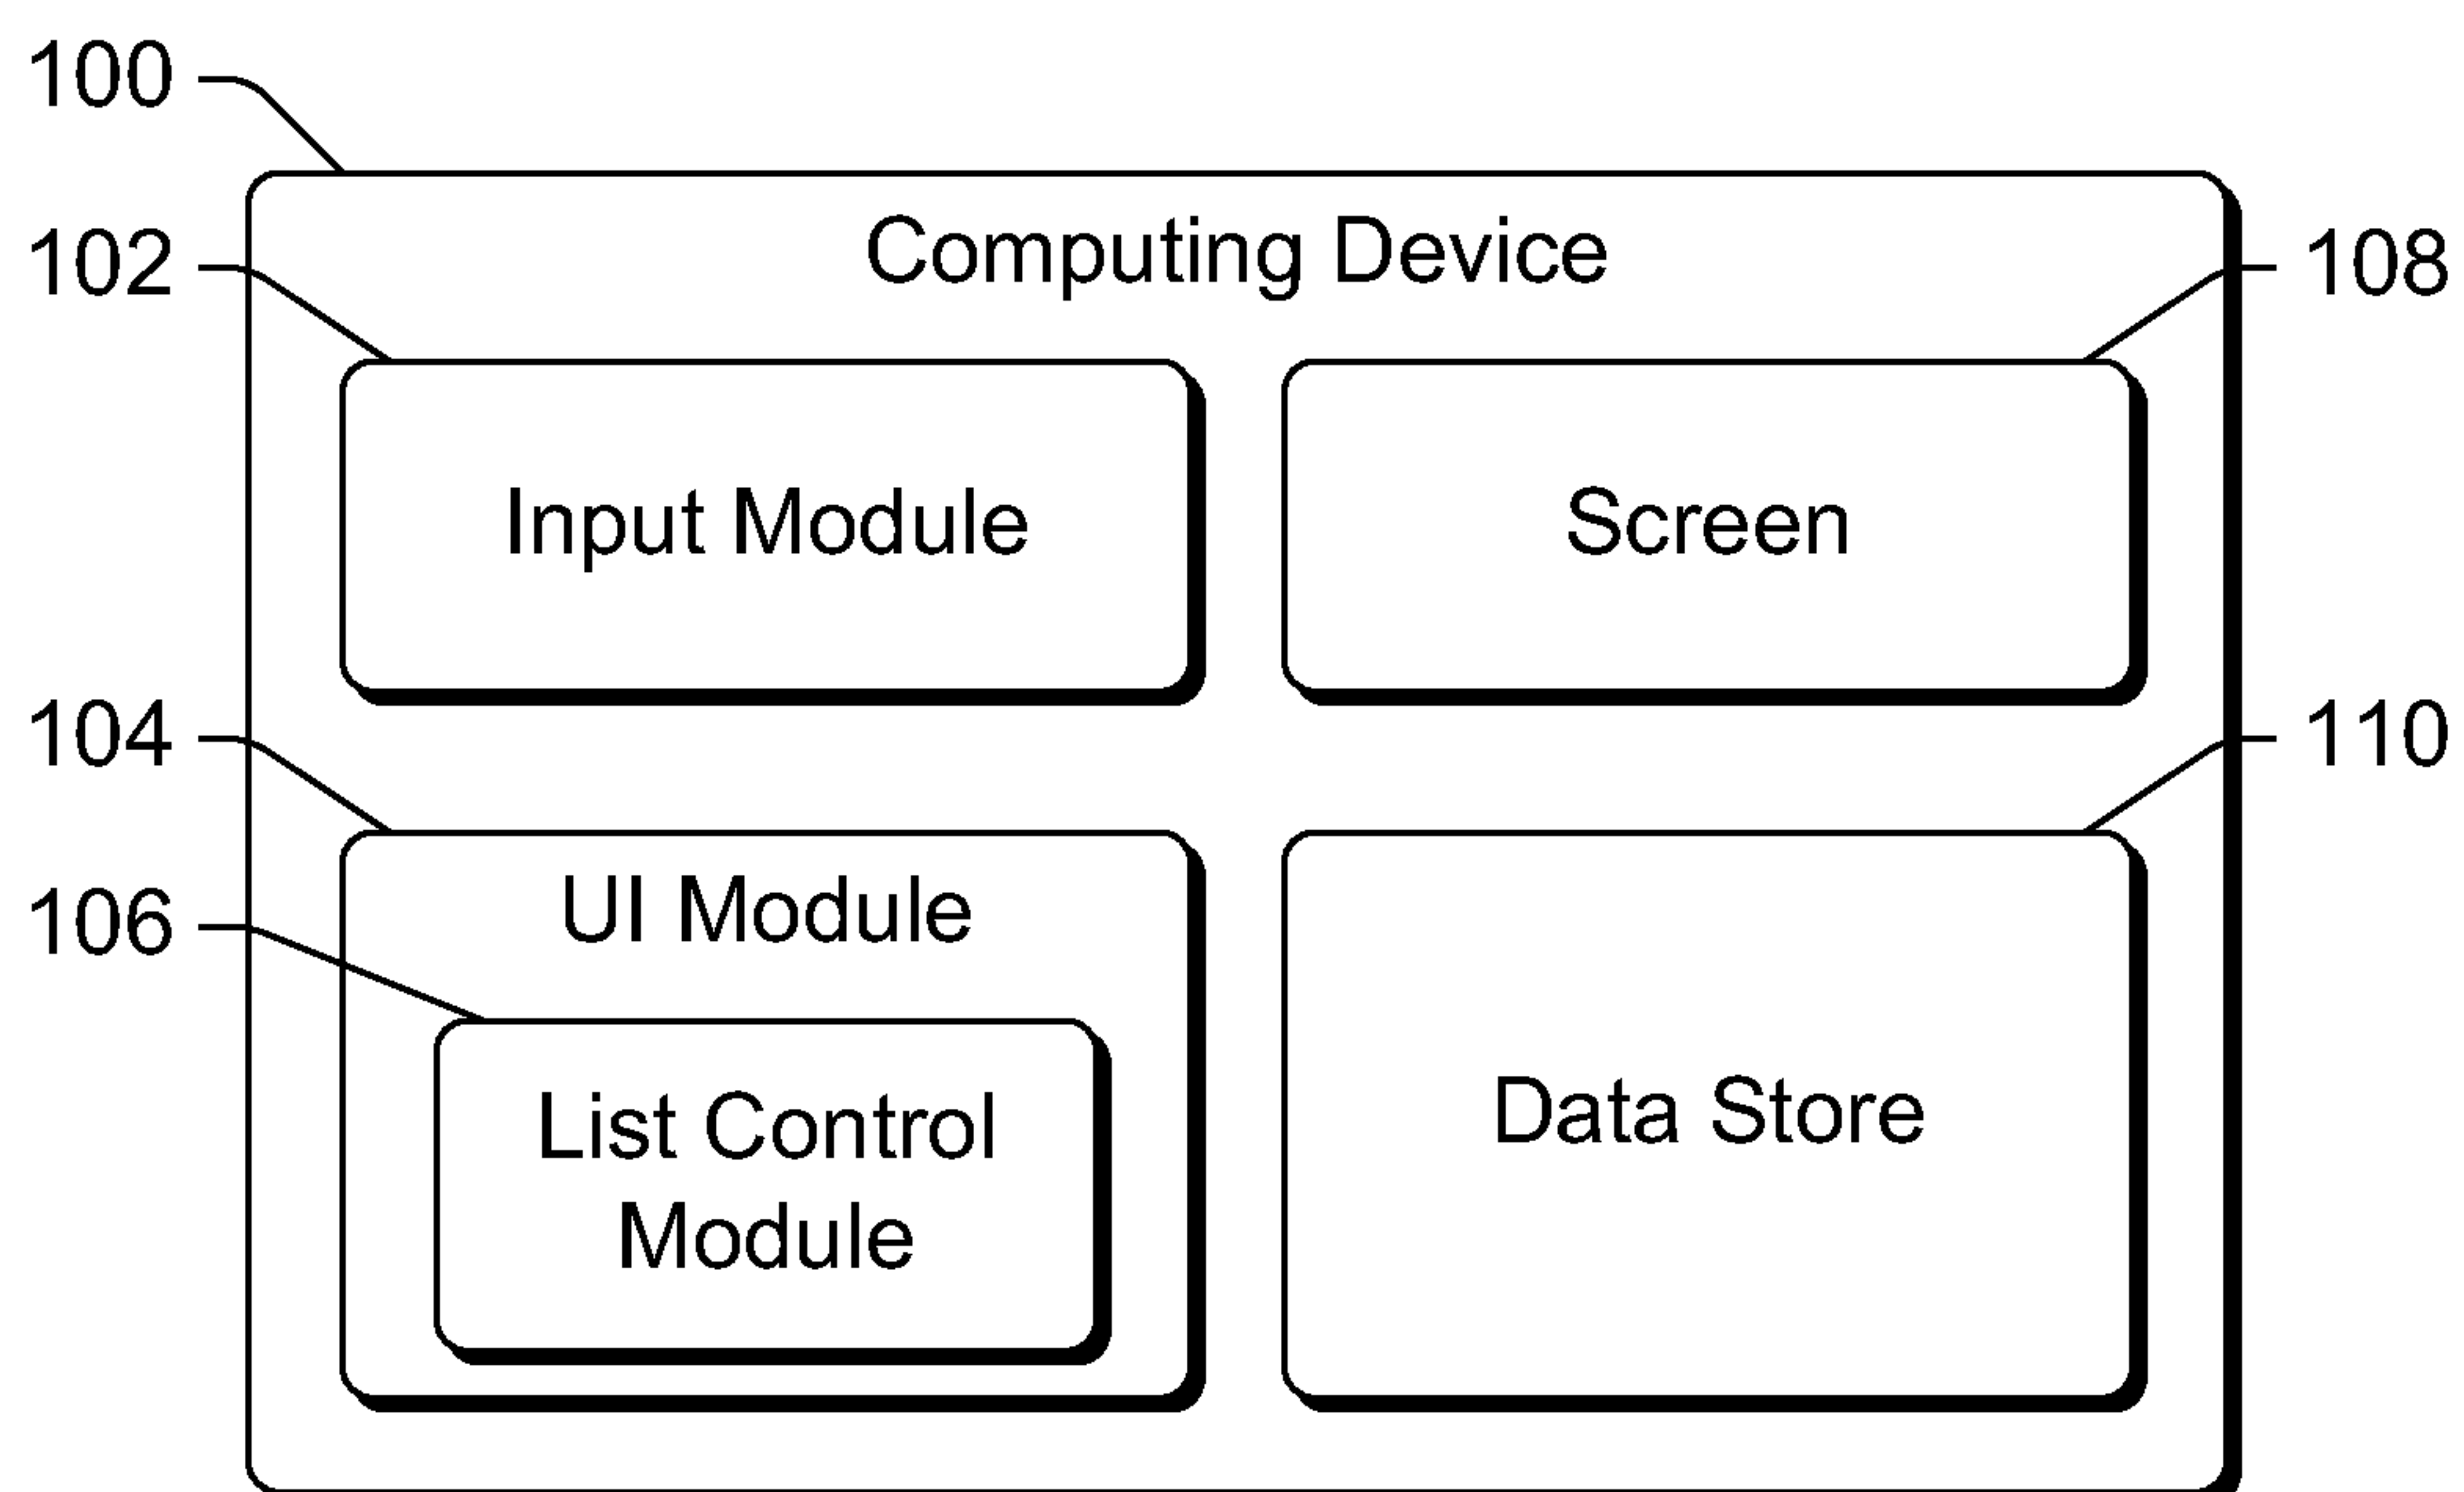 100
Computing Device
102
108
Input Module
Screen
104
110
UI Module
106
List Control
Module
Data Store